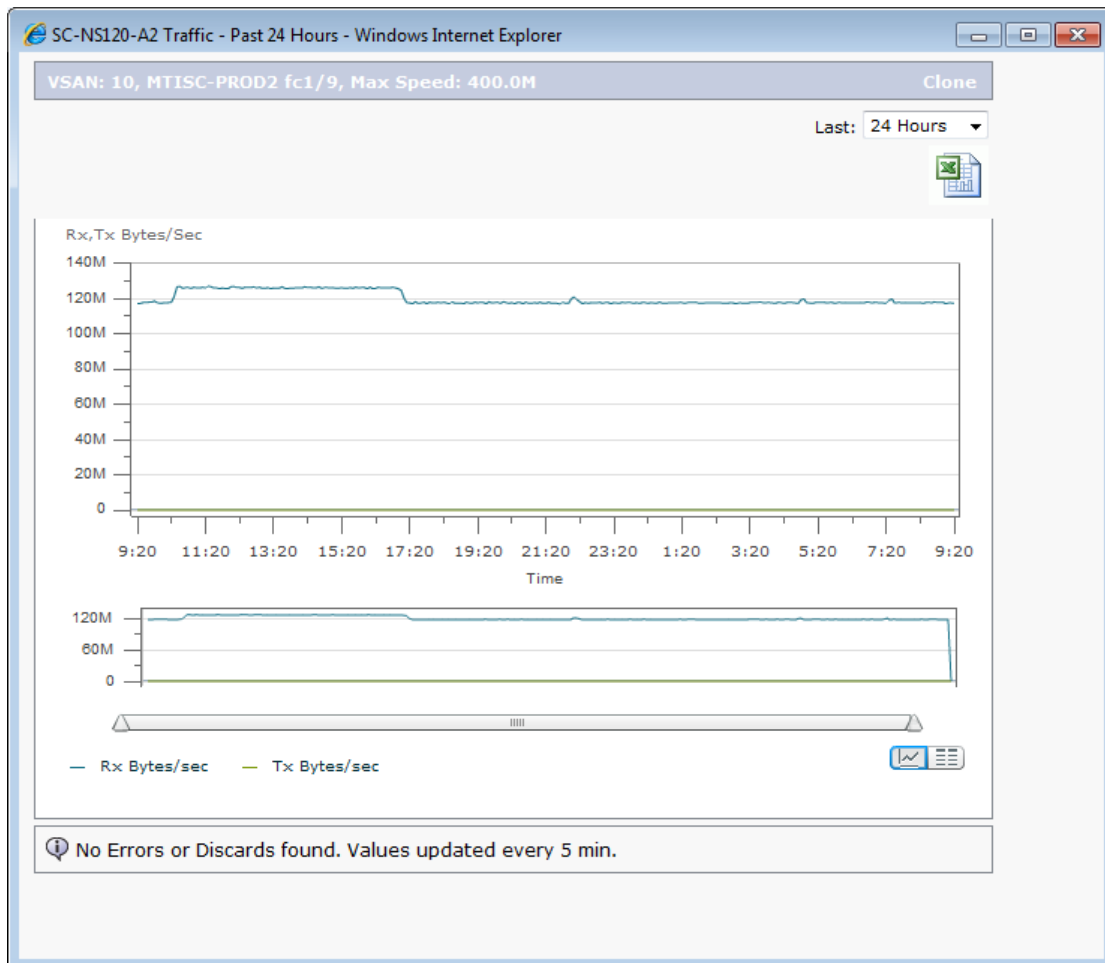 SC-NS120-A2 Traffic - Past 24 Hours - Windows Internet Explorer
VSAN: 10, MTISC-PROD2 fc1/9, Max Speed: 400.0M Clone
Last: 24 Hours
Rx,Tx Bytes/Sec
140M
120M
100M
80M
60M
40M
20M
0
9:20 11:20 13:20 15:20 17:20 19:20 21:20 23:20 1:20 3:20 5:20 7:20 9:20
Time
120M
60M
0
Rx Bytes/sec Tx Bytes/sec
No Errors or Discards found. Values updated every 5 min.